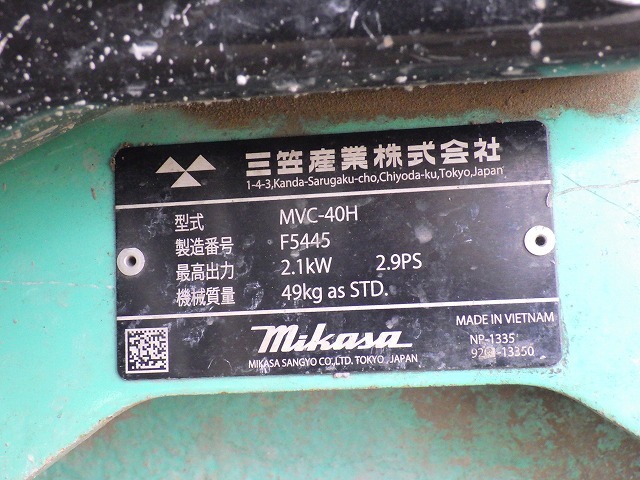 三笠産業株式会社
1-4-3,Kanda-Sarugaku-cho,Chiyoda-ku,Tokyo,Japan
型式 MVC-40H
製造番号 F5445
最高出力 2.1kW 2.9PS
機械質量 49kg as STD.
mikasa
MADE IN VIETNAM
MIKASA SANGYO CO.,LTD. TOKYO, JAPAN
NP-1335